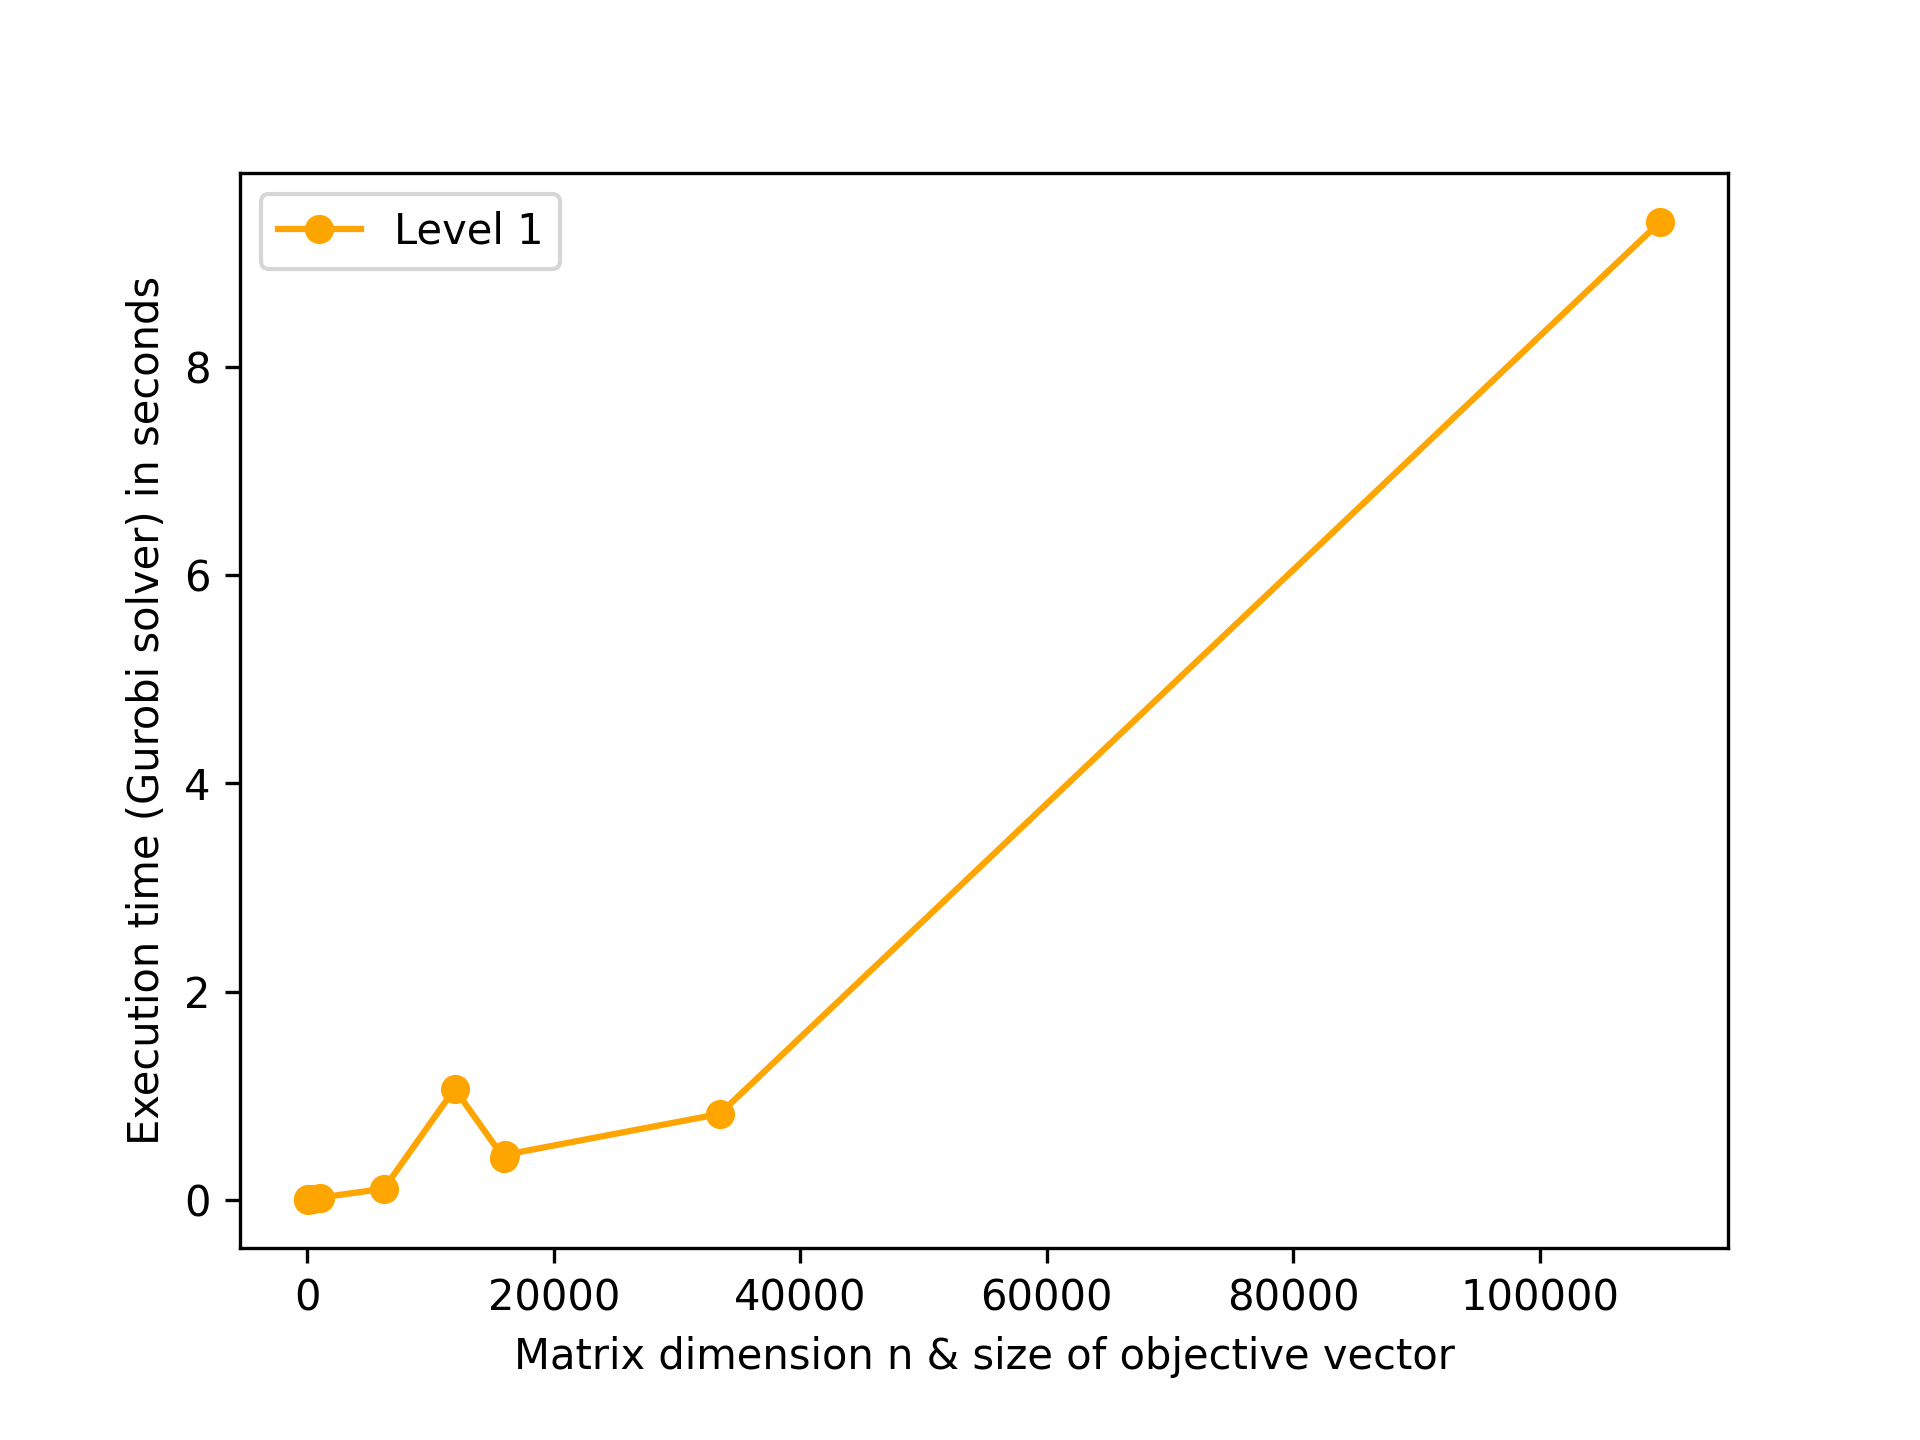 Level 1
Execution time (Gurobi solver) in seconds
8
6
4
2
0
0 20000 40000 60000 80000 100000
Matrix dimension n & size of objective vector